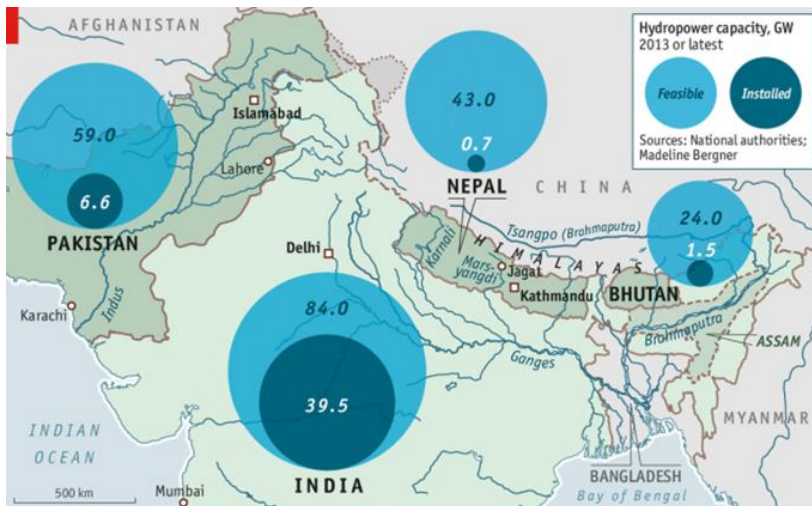 AFGHANISTAN
Hydropower capacity, GW
2013 or latest
Feasible
Installed
Sources: National authorities;
Madeline Bergner
59.0
6.6
PAKISTAN
Islamabad
Lahore
43.0
0.7
NEPAL
CHINA
Tsangpo (Brahmaputra)
24.0
1.5
BHUTAN
HIMALAYAS
Karnali
Mars-
yangdi
Jagat
Kathmandu
Delhi
Indus
Karachi
84.0
39.5
INDIA
Ganges
Brahmaputra
ASSAM
MYANMAR
INDIAN
OCEAN
BANGLADESH
Bay of Bengal
500 km
Mumbai